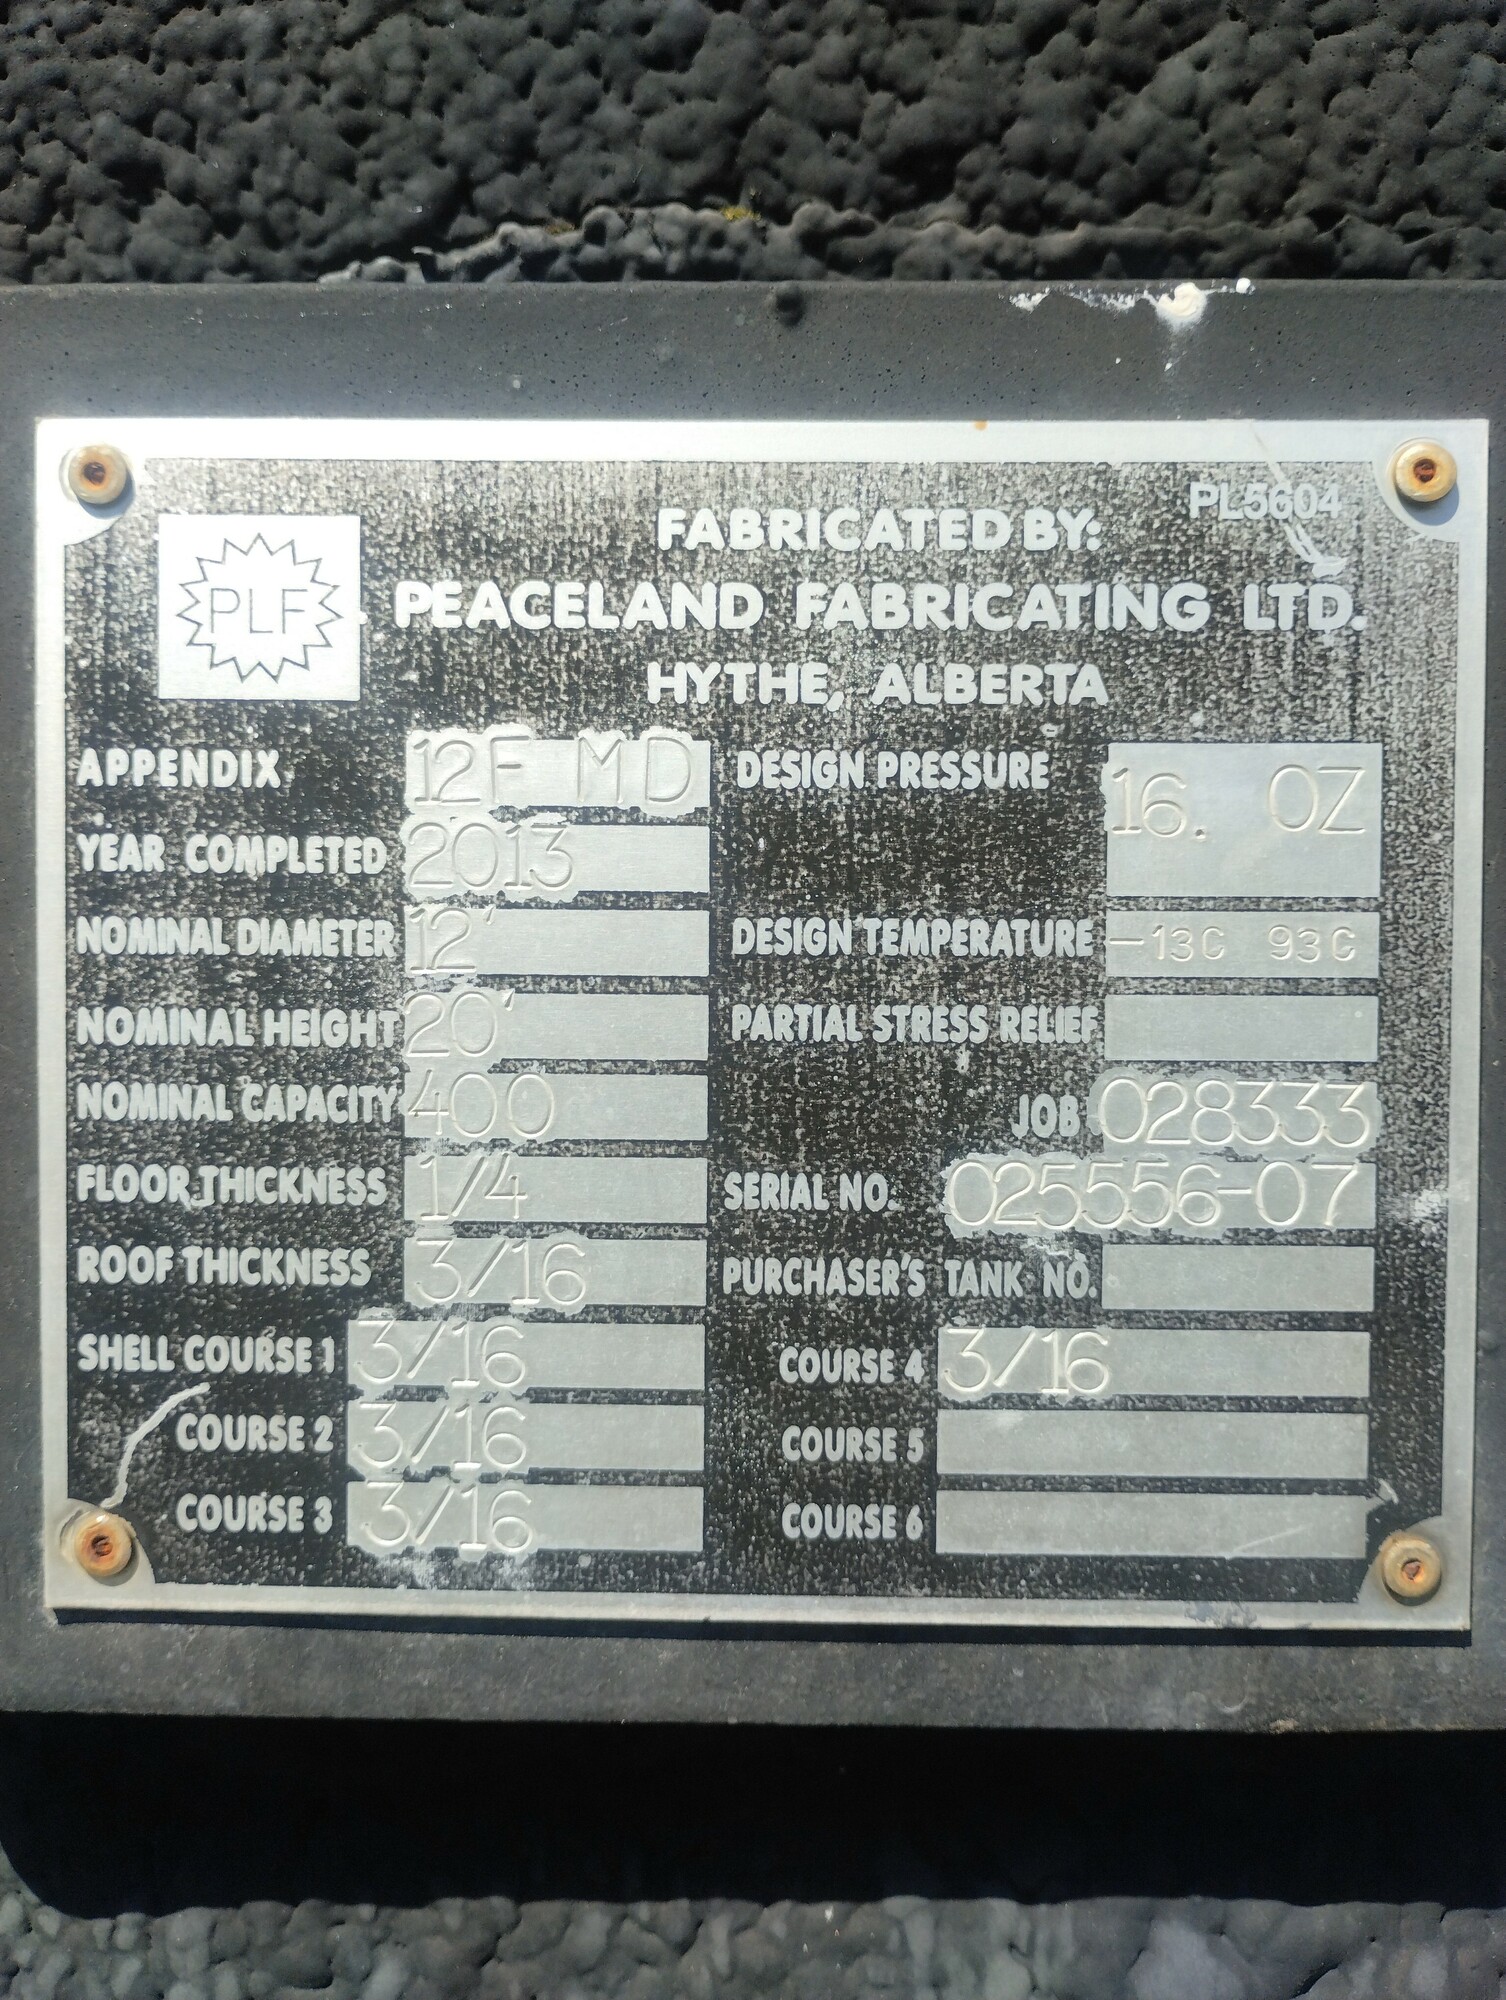 PL5604
FABRICATED BY:
PLF
PEACELAND FABRICATING LTD.
HYTHE, ALBERTA
APPENDIX 12F MD
YEAR COMPLETED 2013
NOMINAL DIAMETER 12'
NOMINAL HEIGHT 20'
NOMINAL CAPACITY 400
FLOOR THICKNESS 1/4
ROOF THICKNESS 3/16
SHELL COURSE 1 3/16
COURSE 2 3/16
COURSE 3 3/16
DESIGN PRESSURE 16. OZ
DESIGN TEMPERATURE -13C 93C
PARTIAL STRESS RELIEF
JOB 028333
SERIAL NO. 025556-07
PURCHASER'S TANK NO.
COURSE 4 3/16
COURSE 5
COURSE 6